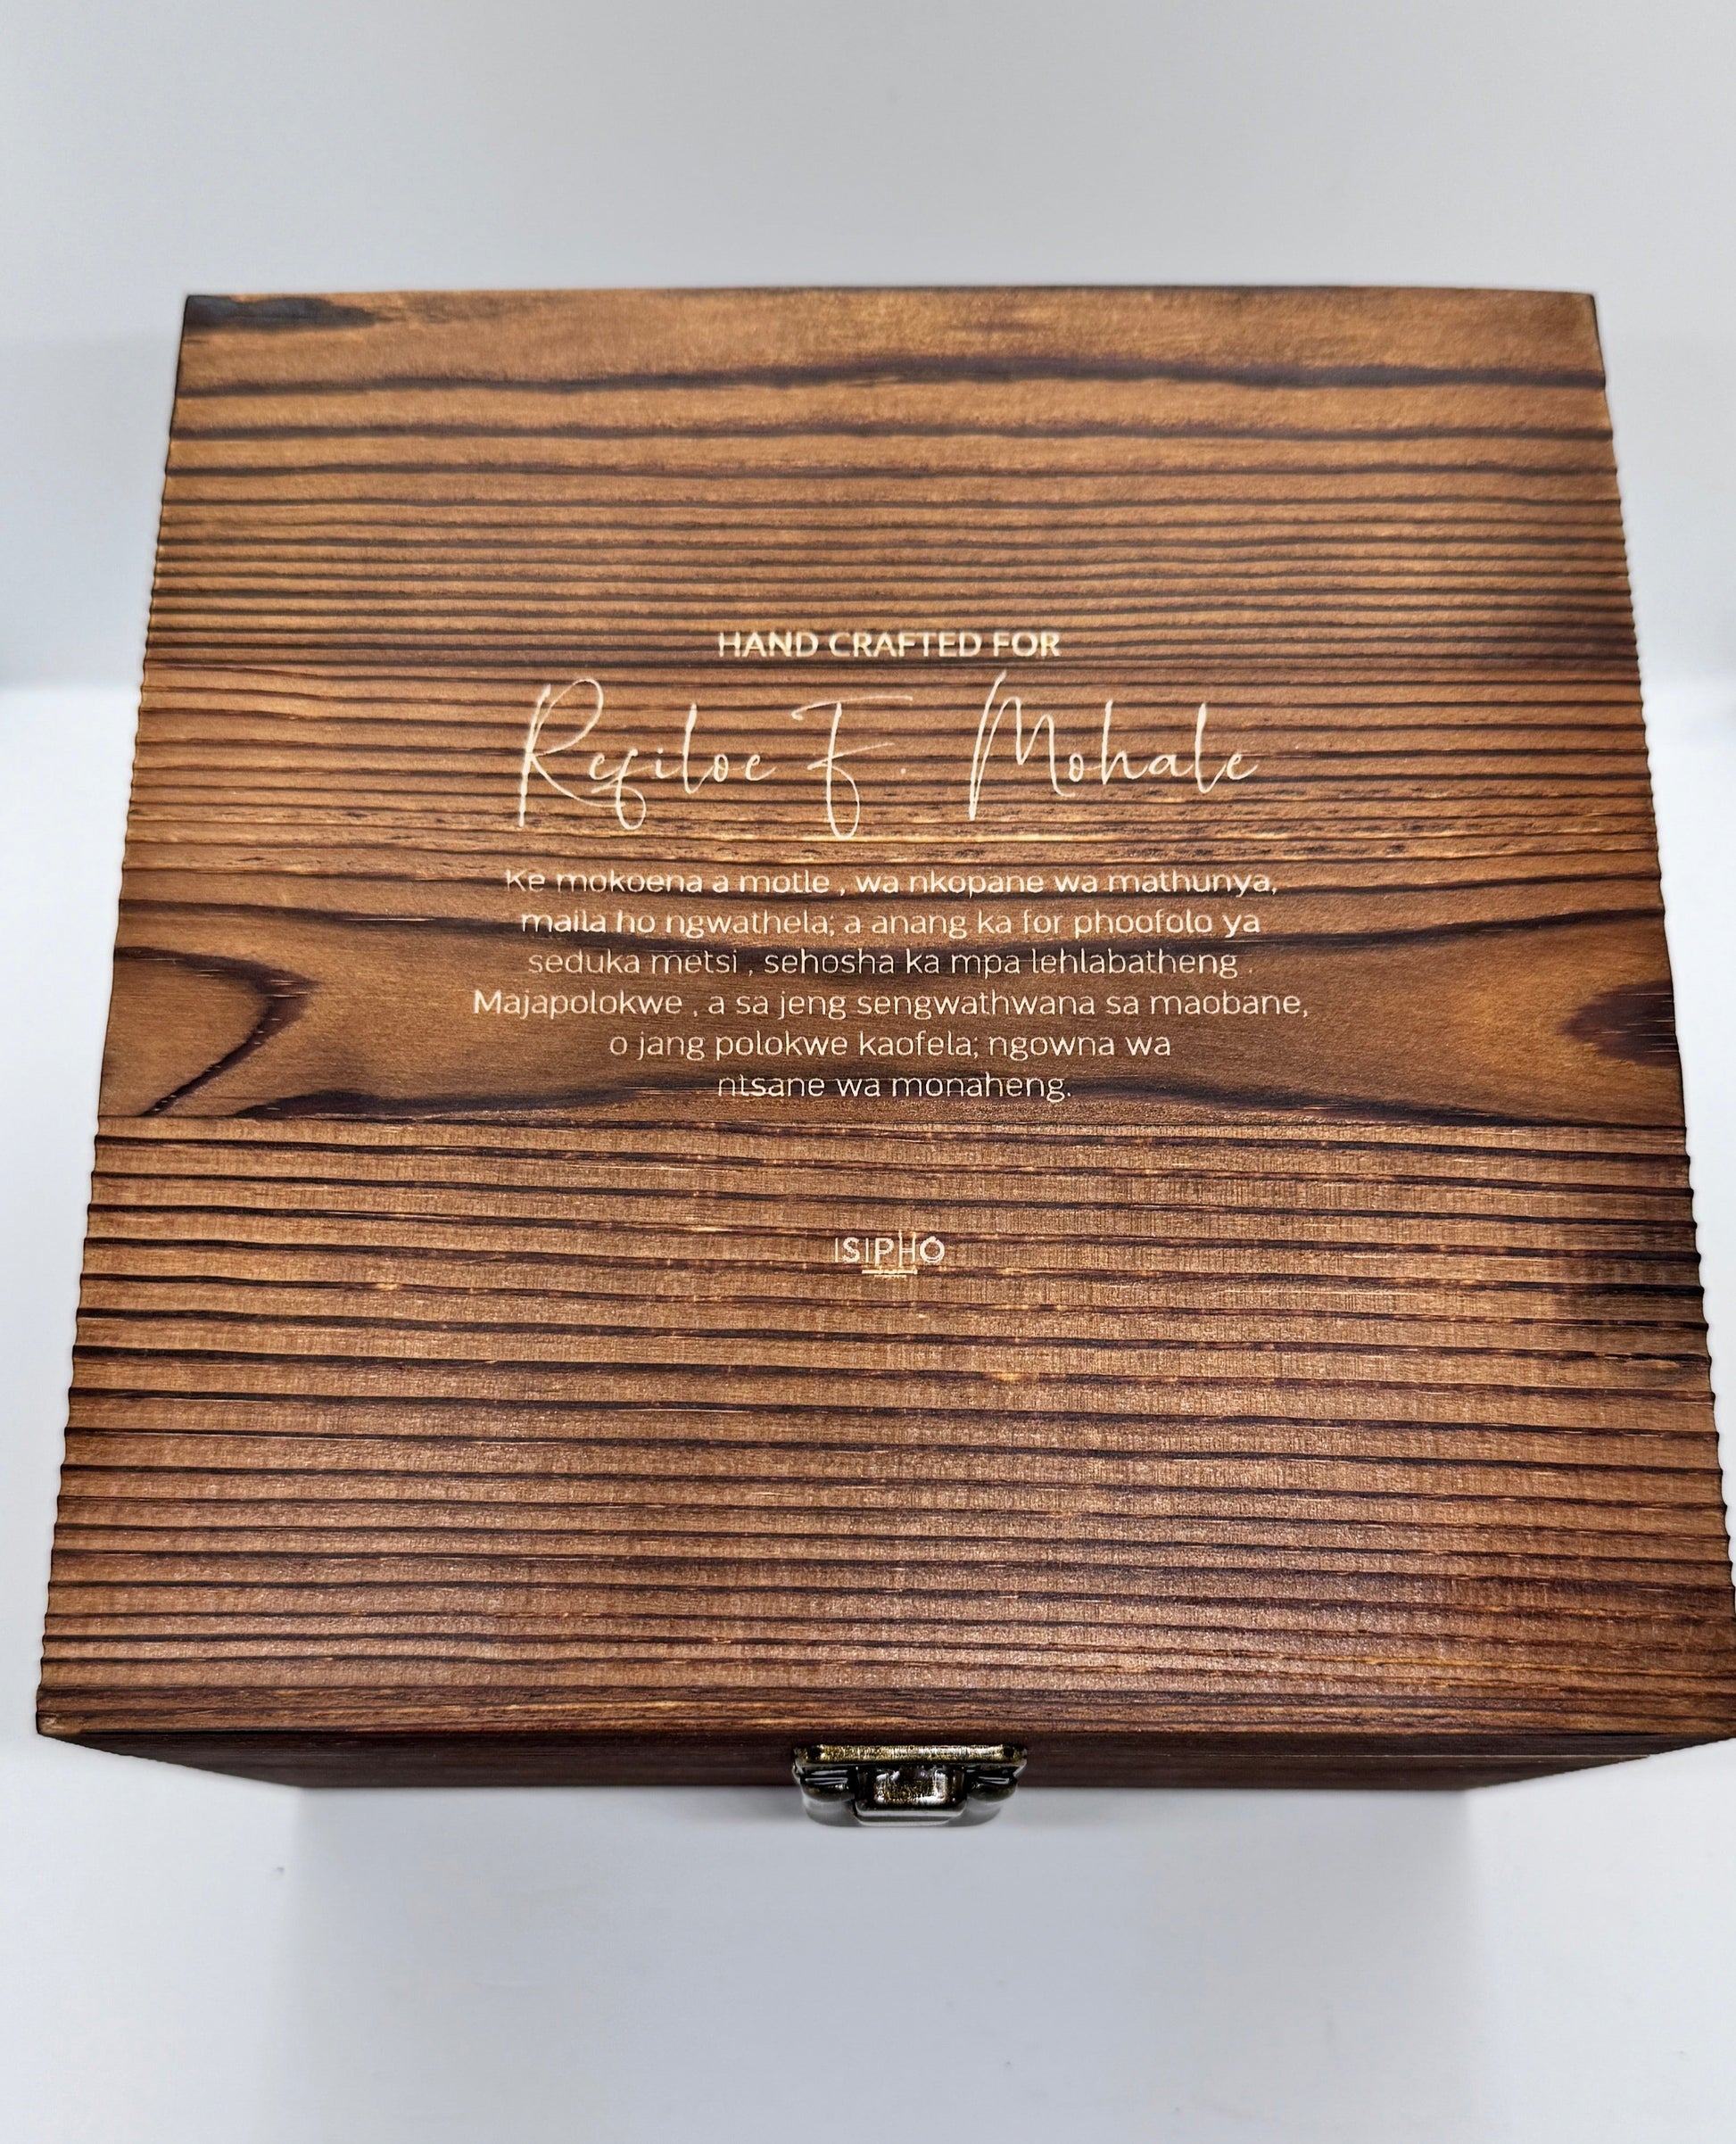 HAND CRAFTED FOR
Refiloe F. Mohale
Ke mokoena a motle , wa nkopane wa mathunya,
maila ho ngwathela; a anang ka for phoofolo ya
seduka metsi , sehosha ka mpa lehlabatheng .
Majapolokwe , a sa jeng sengwathwana sa maobane,
o jang polokwe kaofela; ngowna wa
ntsane wa monaheng.
ISIPHO